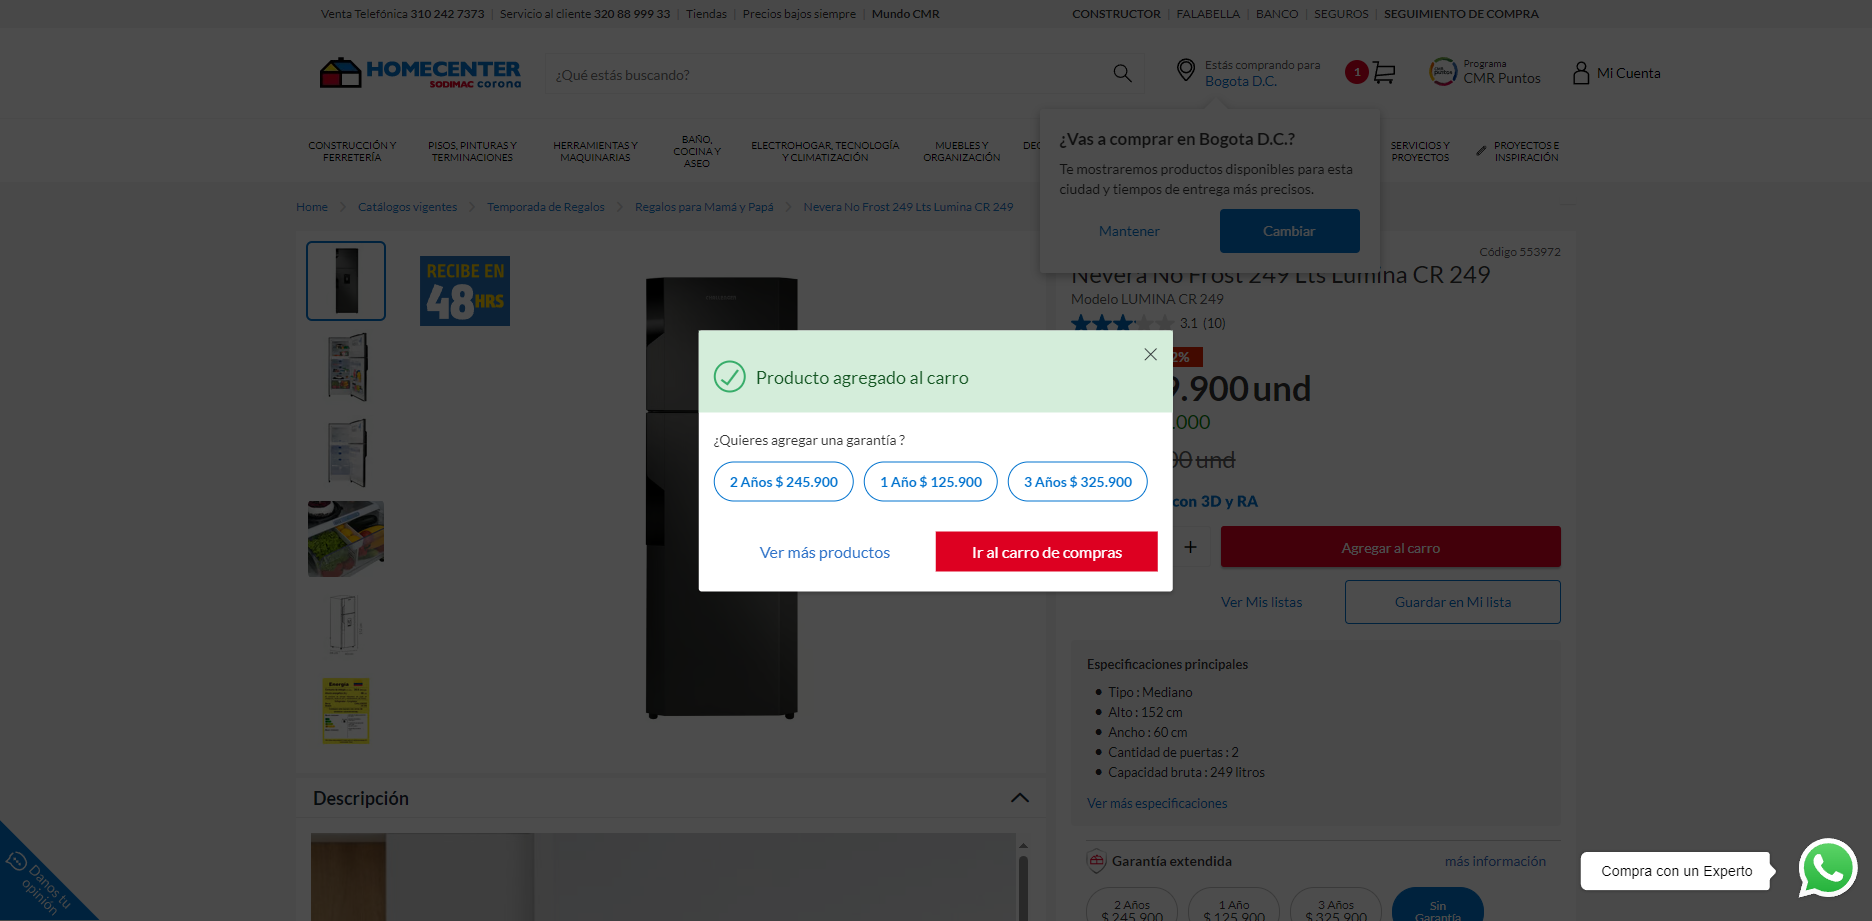 Venta Telefónica 310 242 7373 | Servicio al cliente 320 88 999 33 | Tiendas | Precios bajos siempre | Mundo CMR
CONSTRUCTOR | FALABELLA | BANCO | SEGUROS | SEGUIMIENTO DE COMPRA
HOMECENTER
SODIMAC corona
¿Qué estás buscando?
Estás comprando para
Bogota D.C.
1
Programa
CMR Puntos
Mi Cuenta
CONSTRUCCIÓN Y
FERRETERÍA
PISOS, PINTURAS Y
TERMINACIONES
HERRAMIENTAS Y
MAQUINARIAS
BAÑO,
COCINA Y
ASEO
ELECTROHOGAR, TECNOLOGÍA
Y CLIMATIZACIÓN
MUEBLES Y
ORGANIZACIÓN
SERVICIOS Y
PROYECTOS
PROYECTOS E
INSPIRACIÓN
¿Vas a comprar en Bogota D.C.?
Te mostraremos productos disponibles para esta
ciudad y tiempos de entrega más precisos.
Mantener
Cambiar
Home > Catálogos vigentes > Temporada de Regalos > Regalos para Mamá y Papá > Nevera No Frost 249 Lts Lumina CR 249
RECIBE EN
48HRS
Código 553972
Nevera No Frost 249 Lts Lumina CR 249
Modelo LUMINA CR 249
3.1 (10)
2%
9.900 und
.000
00 und
con 3D y RA
Producto agregado al carro
¿Quieres agregar una garantía ?
2 Años $ 245.900
1 Año $ 125.900
3 Años $ 325.900
Ver más productos
Ir al carro de compras
+
Agregar al carro
Ver Mis listas
Guardar en Mi lista
Especificaciones principales
• Tipo : Mediano
• Alto : 152 cm
• Ancho : 60 cm
• Cantidad de puertas : 2
• Capacidad bruta : 249 litros
Ver más especificaciones
Energía
Descripción
Garantía extendida
más información
2 Años
$ 245.900
1 Año
$ 125.900
3 Años
$ 325.900
Sin
Garantía
Danos tu
opinión
Compra con un Experto